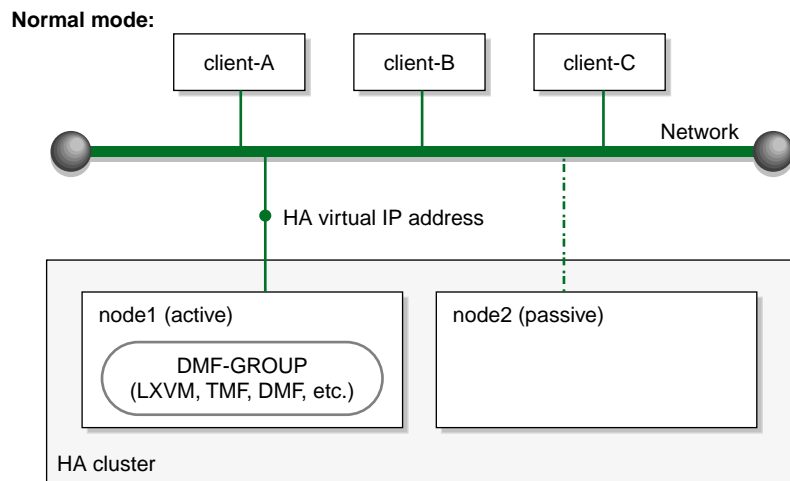 Normal mode:
client-A
client-B
client-C
Network
HA virtual IP address
node1 (active)
node2 (passive)
DMF-GROUP
(LXVM, TMF, DMF, etc.)
HA cluster